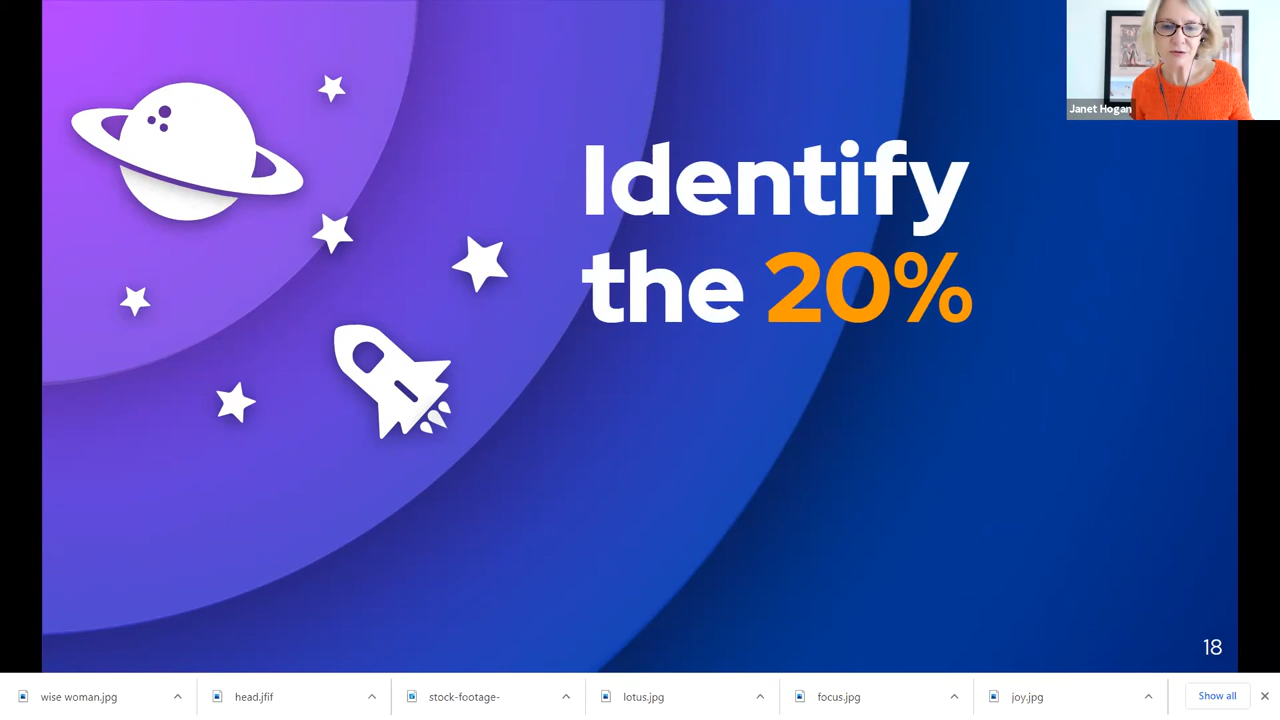 Janet Hogan
Identify
the 20%
18
wise woman.jpg
head.jfif
stock-footage-
lotus.jpg
focus.jpg
joy.jpg
Show all